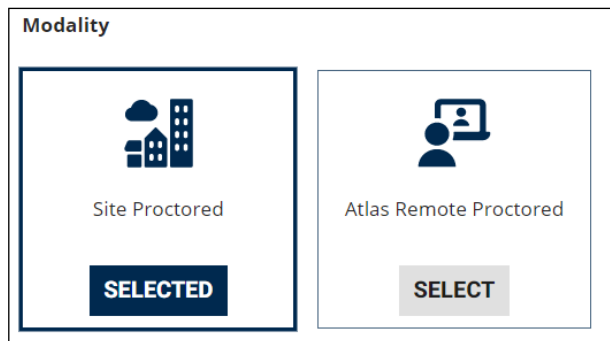 Modality
Site Proctored
Atlas Remote Proctored
SELECTED
SELECT